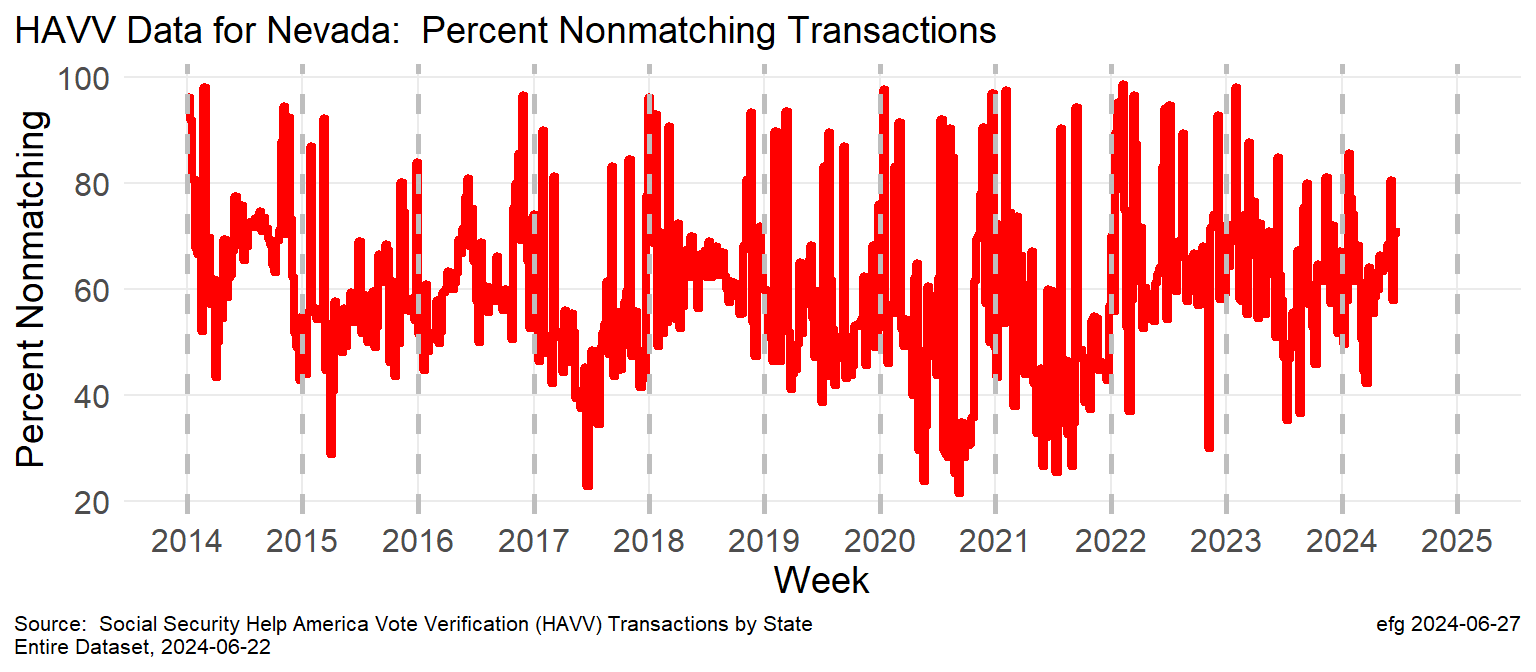 HAVV Data for Nevada:  Percent Nonmatching Transactions
Percent Nonmatching
100
80
60
40
20
2014 2015 2016 2017 2018 2019 2020 2021 2022 2023 2024 2025
Week
Source:  Social Security Help America Vote Verification (HAVV) Transactions by State
Entire Dataset, 2024-06-22
efg 2024-06-27